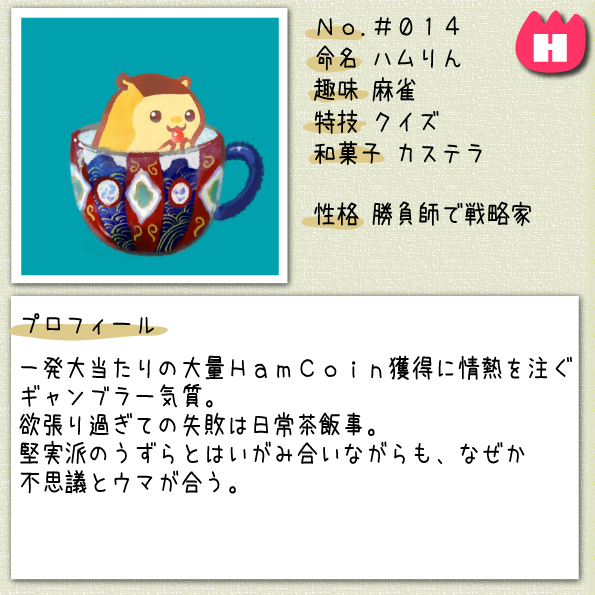 No.#014
H
命名 ハムりん
趣味 麻雀
特技 クイズ
和菓子 カステラ
性格 勝負師で戦略家
プロフィール
一発大当たりの大量HamCoin獲得に情熱を注ぐ
ギャンブラー気質。
欲張り過ぎての失敗は日常茶飯事。
堅実派のうずらとはいがみ合いながらも、なぜか
不思議とウマが合う。